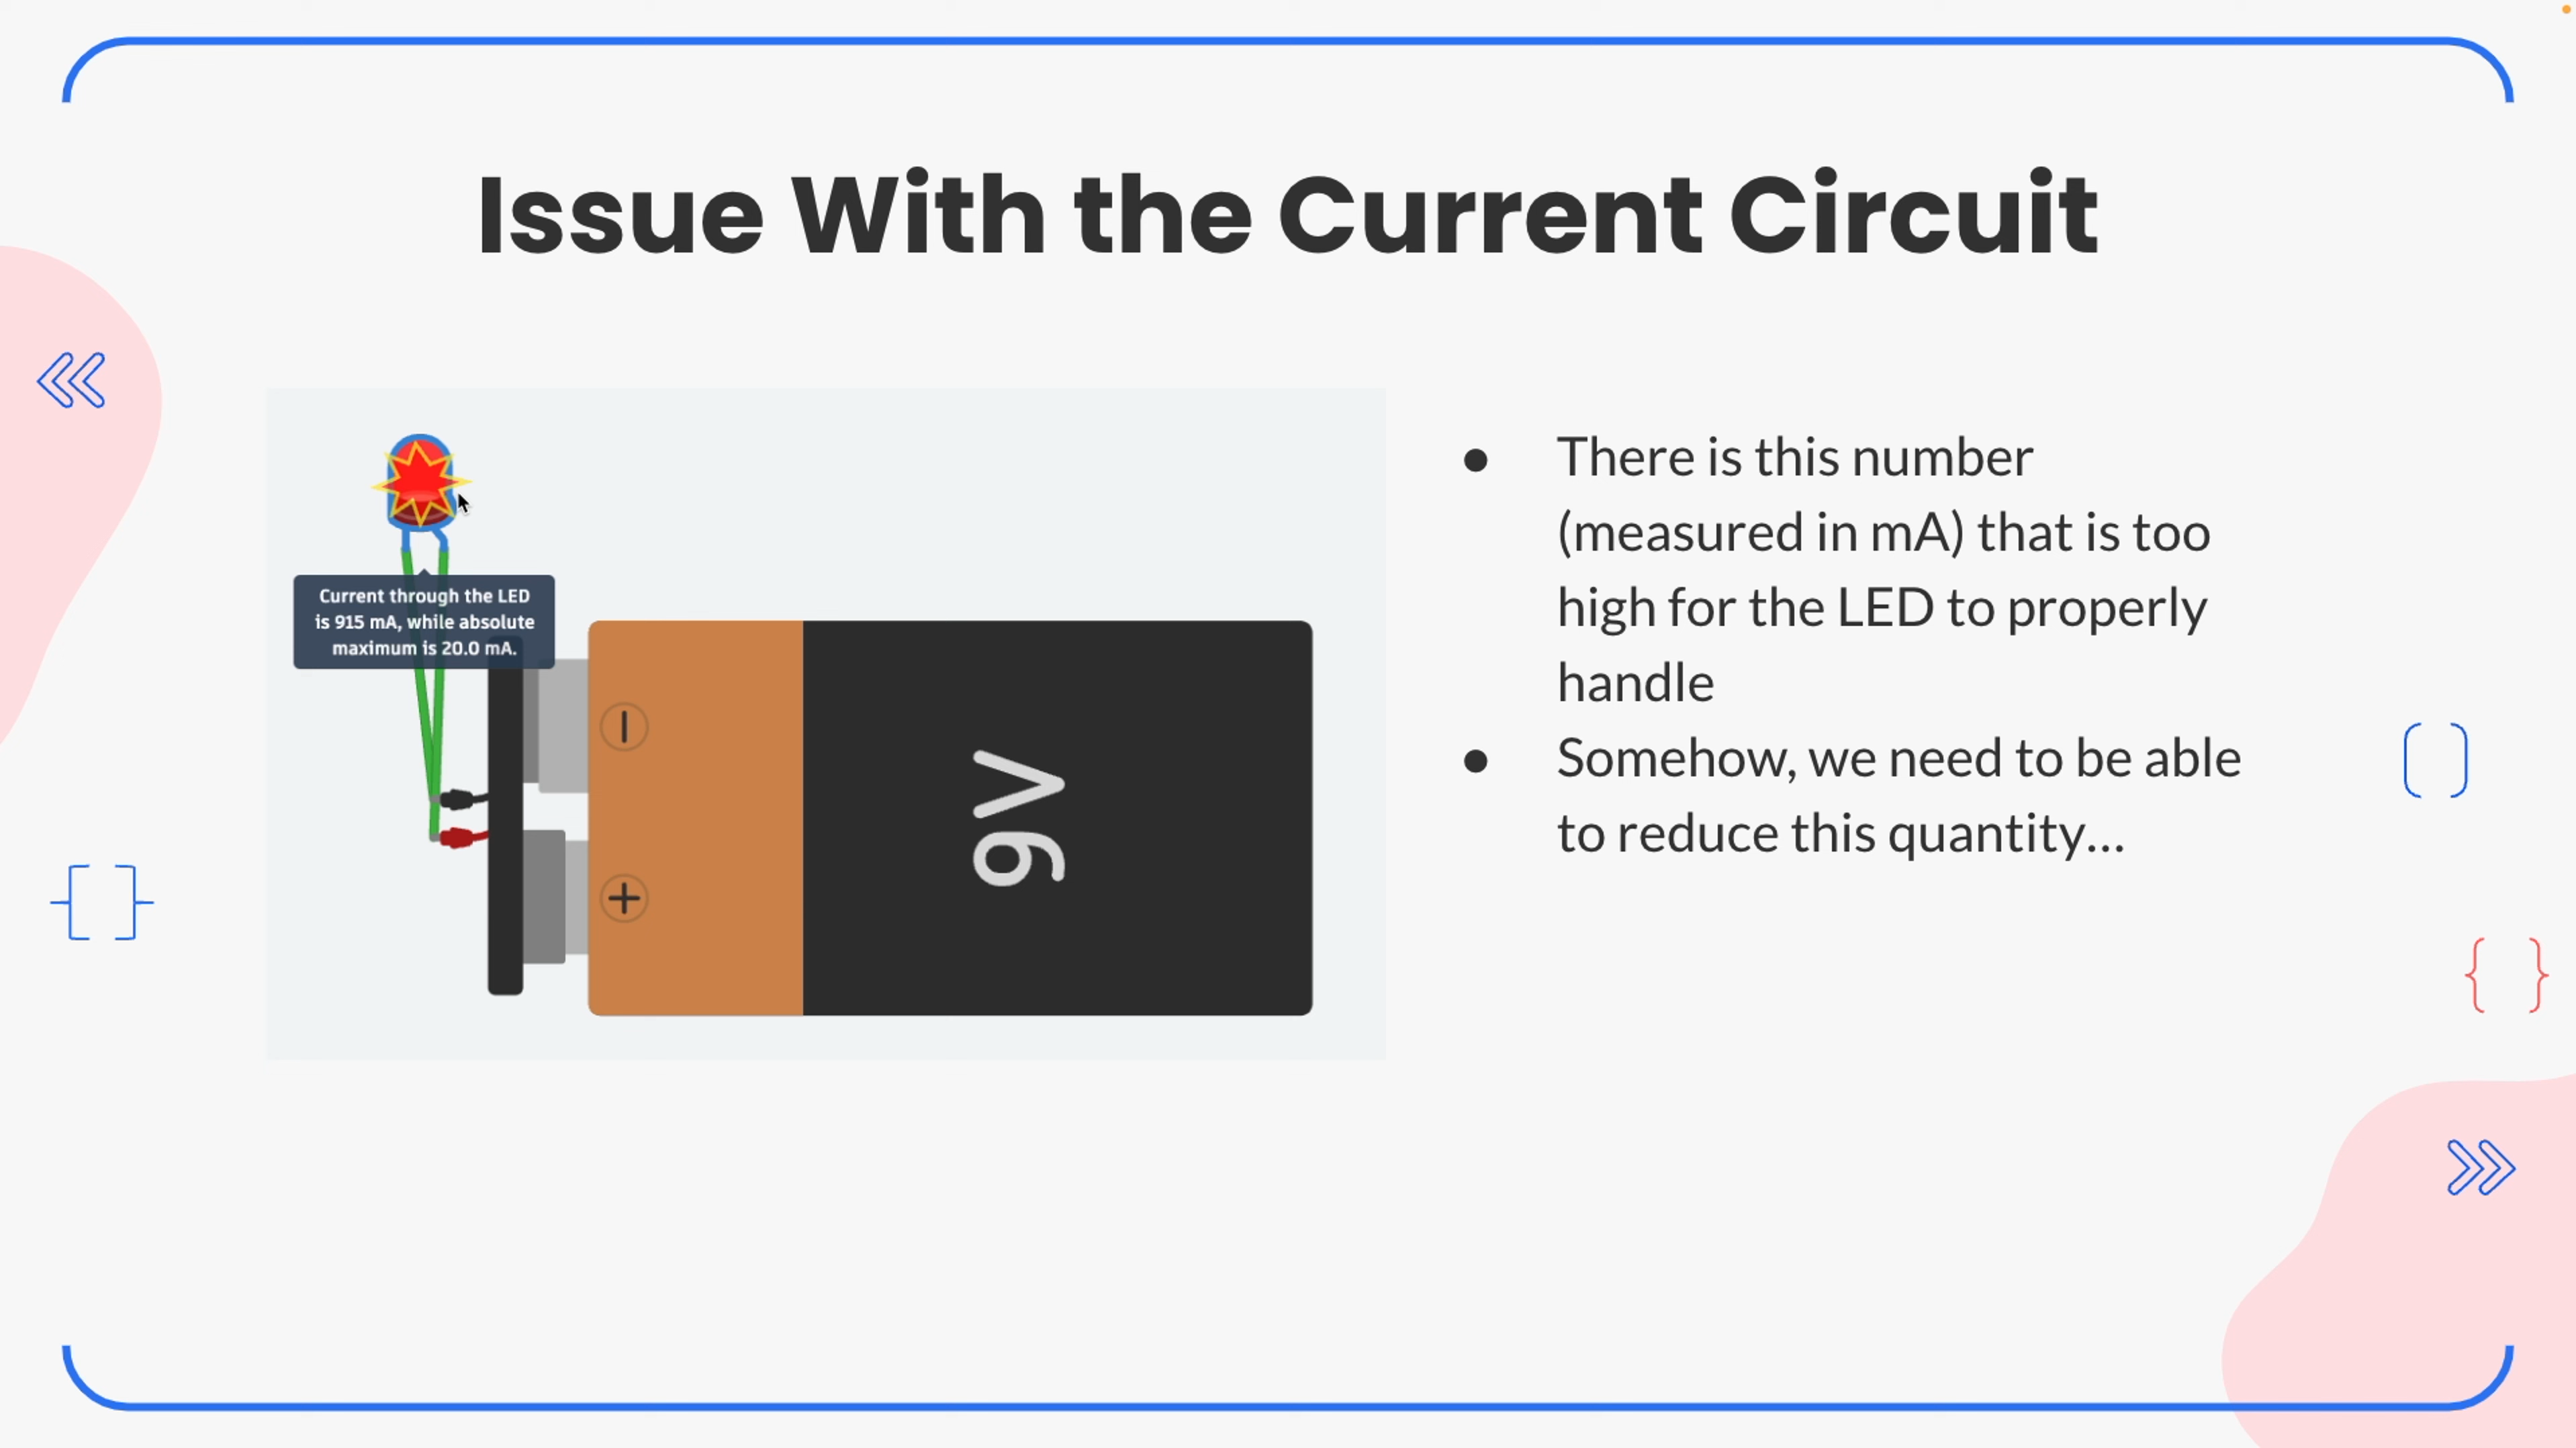 Issue With the Current Circuit
Current through the LED
is 915 mA, while absolute
maximum is 20.0 mA.
9V
● There is this number
(measured in mA) that is too
high for the LED to properly
handle
● Somehow, we need to be able
to reduce this quantity...